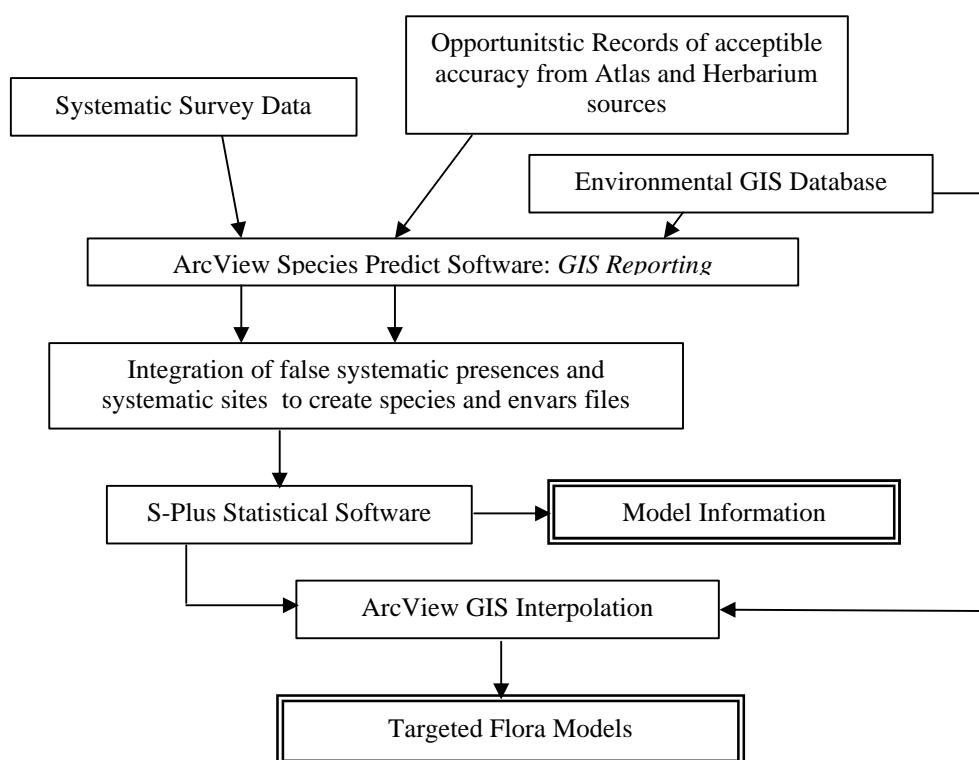 Opportunitstic Records of acceptible
accuracy from Atlas and Herbarium
sources
Systematic Survey Data
Environmental GIS Database
ArcView Species Predict Software: GIS Reporting
Integration of false systematic presences and
systematic sites to create species and envars files
S-Plus Statistical Software
Model Information
ArcView GIS Interpolation
Targeted Flora Models